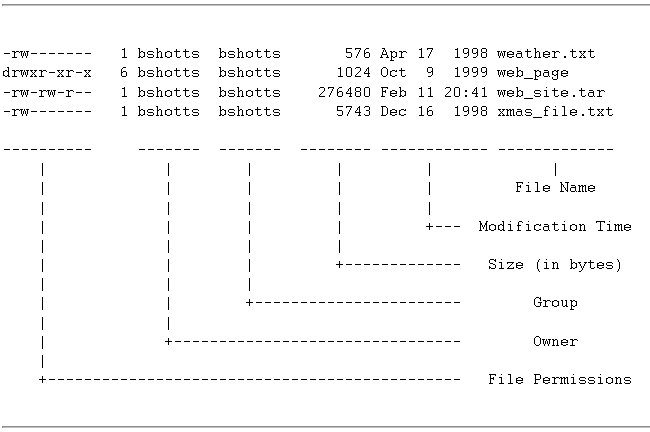 -rw-------   1 bshotts  bshotts       576 Apr 17  1998 weather.txt
drwxr-xr-x   6 bshotts  bshotts      1024 Oct  9  1999 web_page
-rw-rw-r--   1 bshotts  bshotts    276480 Feb 11 20:41 web_site.tar
-rw-------   1 bshotts  bshotts      5743 Dec 16  1998 xmas_file.txt
----------     -------  -------  -------- ------------ -------------
    |             |        |         |         |             |
    |             |        |         |         |         File Name
    |             |        |         |         |
    |             |        |         |         +---  Modification Time
    |             |        |         |
    |             |        |         +-------------   Size (in bytes)
    |             |        |
    |             |        +-----------------------        Group
    |             |
    |             +--------------------------------        Owner
    |
    +----------------------------------------------   File Permissions